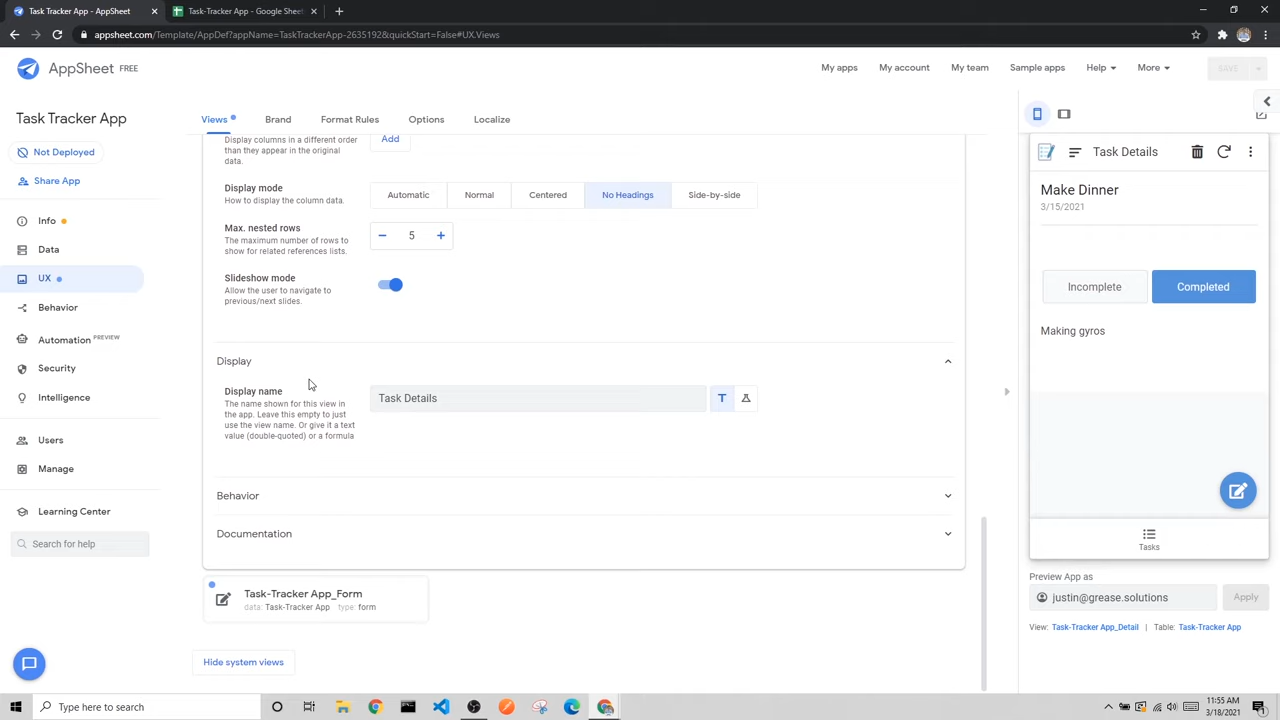 Task Tracker App - AppSheet
Task-Tracker App - Google Sheet
appsheet.com/Template/AppDef?appName=TaskTrackerApp-2635192&quickStart=False#UX.Views
AppSheet FREE
My apps
My account
My team
Sample apps
Help
More
SAVE
Task Tracker App
Not Deployed
Share App
Info
Data
UX
Behavior
Automation PREVIEW
Security
Intelligence
Users
Manage
Learning Center
Search for help
Views
Brand
Format Rules
Options
Localize
Display columns in a different order
than they appear in the original
data.
Add
Display mode
How to display the column data.
Automatic
Normal
Centered
No Headings
Side-by-side
Max. nested rows
The maximum number of rows to
show for related references lists.
5
Slideshow mode
Allow the user to navigate to
previous/next slides.
Display
Display name
The name shown for this view in
the app. Leave this empty to just
use the view name. Or give it a text
value (double-quoted) or a formula
Task Details
T
Behavior
Documentation
Task-Tracker App_Form
data: Task-Tracker App type: form
Hide system views
Task Details
Make Dinner
3/15/2021
Incomplete
Completed
Making gyros
Tasks
Preview App as
justin@grease.solutions
Apply
View: Task-Tracker App_Detail | Table: Task-Tracker App
Type here to search
11:55 AM
3/18/2021
1